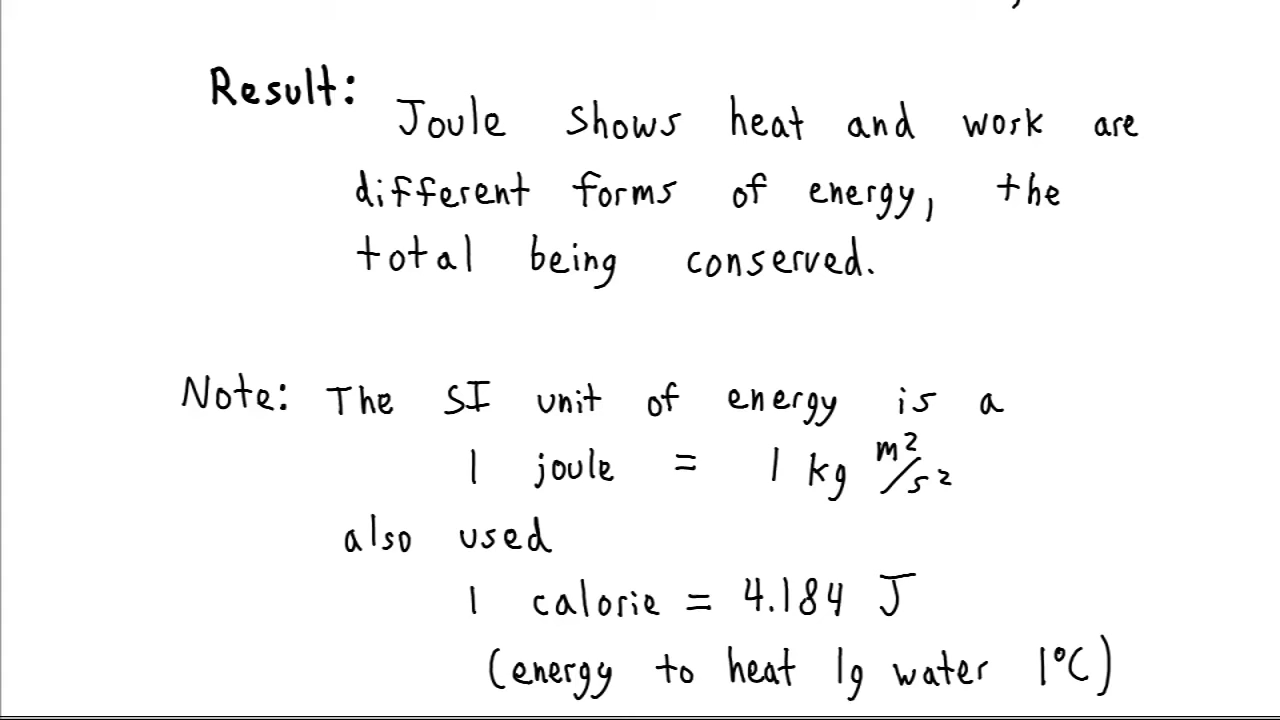 Result: Joule shows heat and work are
different forms of energy, the
total being conserved.
Note: The SI unit of energy is a
1 joule = 1 kg m²/s²
also used
1 calorie = 4.184 J
(energy to heat 1g water 1°C)